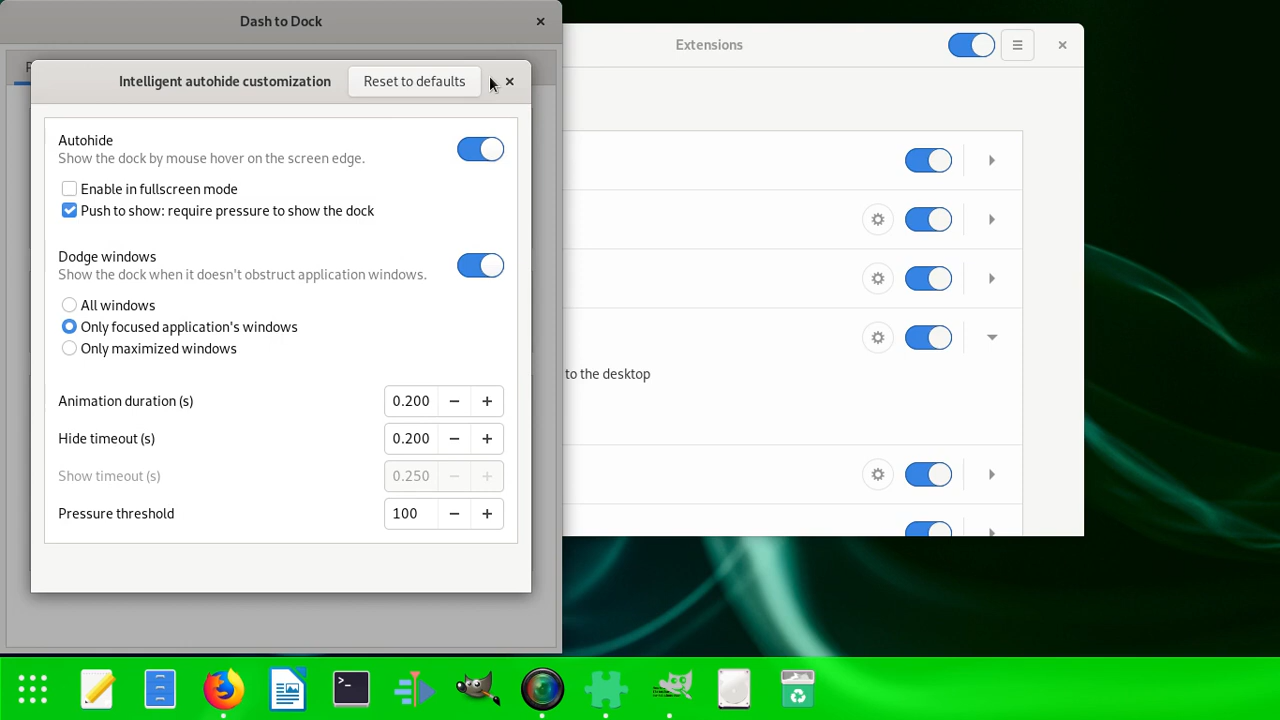 Dash to Dock
Extensions
Intelligent autohide customization
Reset to defaults
Autohide
Show the dock by mouse hover on the screen edge.
Enable in fullscreen mode
Push to show: require pressure to show the dock
Dodge windows
Show the dock when it doesn't obstruct application windows.
All windows
Only focused application's windows
Only maximized windows
to the desktop
Animation duration (s)
0.200
Hide timeout (s)
0.200
Show timeout (s)
0.250
Pressure threshold
100